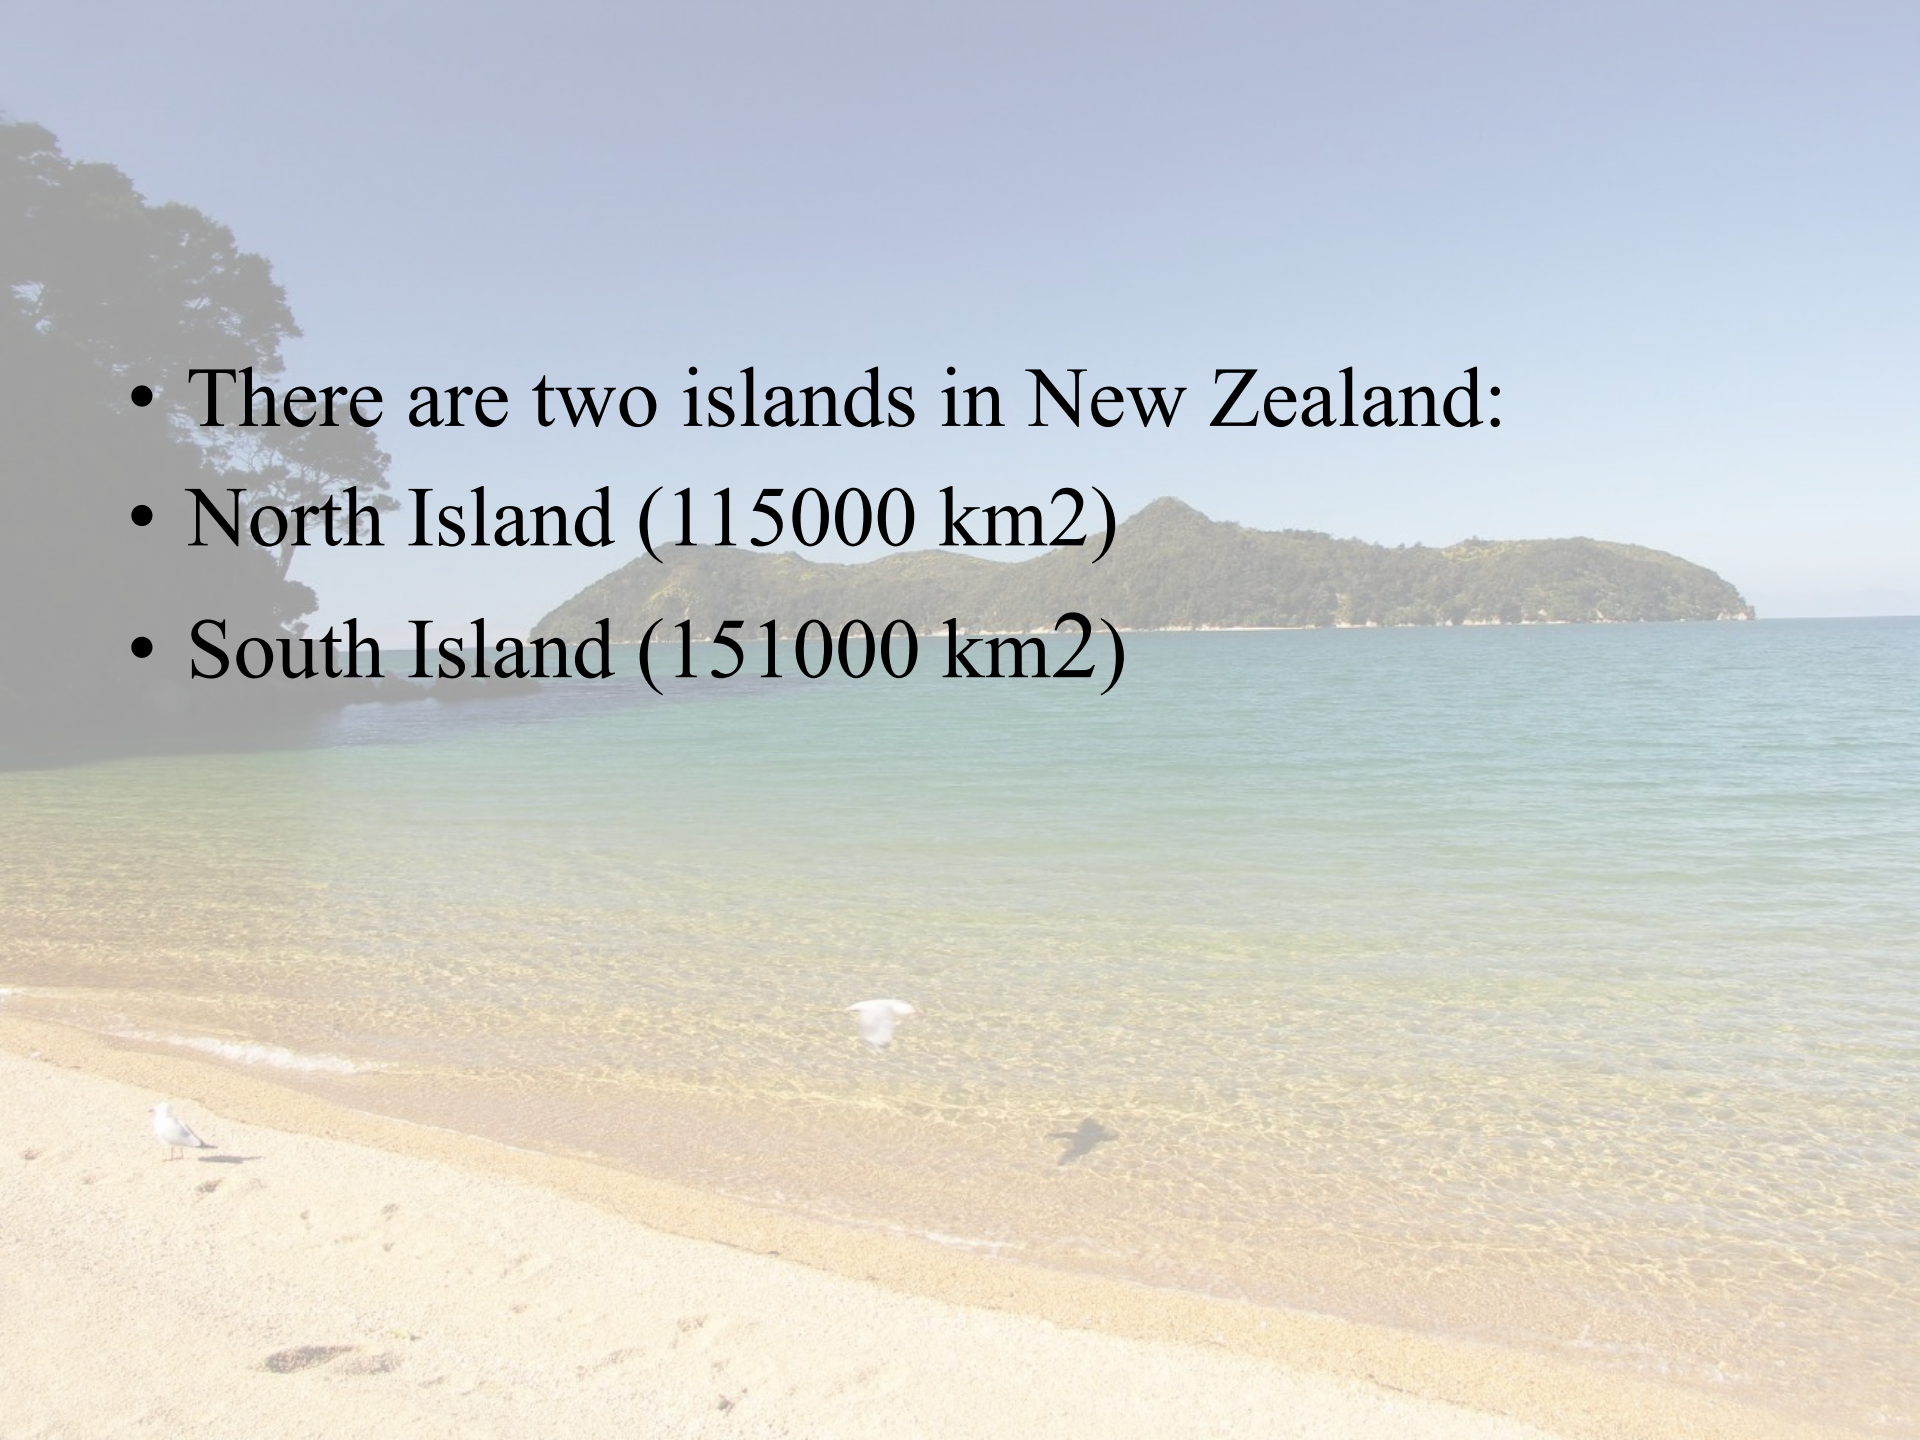 • There are two islands in New Zealand:
• North Island (115000 km2)
• South Island (151000 km2)